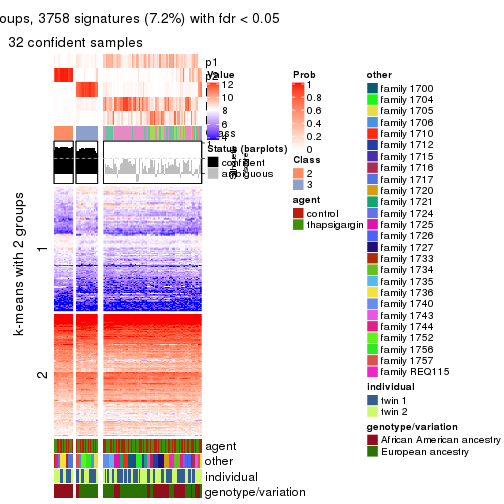 oups, 3758 signatures (7.2%) with fdr < 0.05
32 confident samples
p1
p2
Value
12
10
8
6
Prob
1
0.8
0.6
0.4
0.2
0
Class
2
3
agent
control
thapsigargin
Status (barplots)
confident
ambiguous
k-means with 2 groups
1
2
agent
other
individual
genotype/variation
other
family 1700
family 1704
family 1705
family 1706
family 1710
family 1712
family 1715
family 1716
family 1717
family 1720
family 1721
family 1724
family 1725
family 1726
family 1727
family 1733
family 1734
family 1735
family 1736
family 1740
family 1743
family 1744
family 1752
family 1756
family 1757
family REQ115
individual
twin 1
twin 2
genotype/variation
African American ancestry
European ancestry